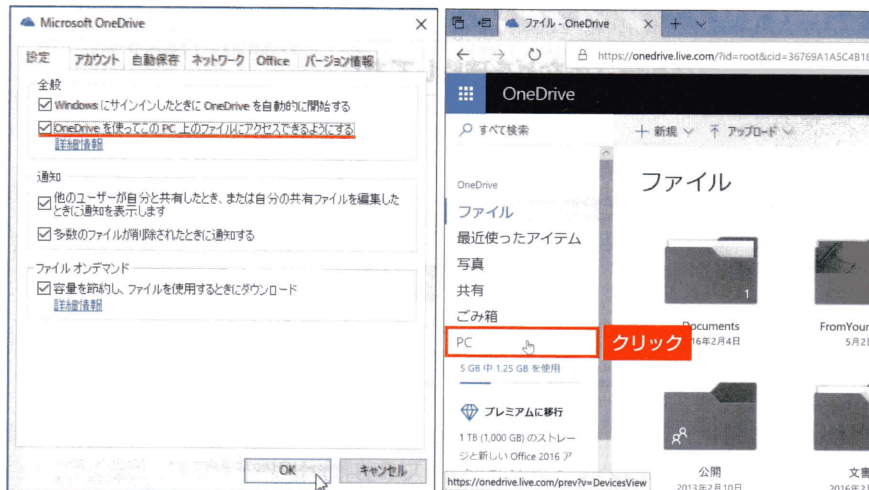 Microsoft OneDrive
設定 アカウント 自動保存 ネットワーク Office バージョン情報
全般
Windows にサインインしたときに OneDrive を自動的に開始する
OneDrive を使ってこの PC 上のファイルにアクセスできるようにする
詳細情報
通知
他のユーザーが自分と共有したとき、または自分の共有ファイルを編集した
ときに通知を表示します
多数のファイルが削除されたときに通知する
ファイル オンデマンド
容量を節約し、ファイルを使用するときにダウンロード
詳細情報
OK キャンセル
ファイル - OneDrive
https://onedrive.live.com/?id=root&cid=36769A1A5C4B18
OneDrive
すべて検索
新規 アップロード
OneDrive
ファイル
最近使ったアイテム
写真
共有
ごみ箱
PC
クリック
5 GB 中 1.25 GB を使用
プレミアムに移行
1 TB (1,000 GB) のストレー
ジと新しい Office 2016 ア
https://onedrive.live.com/prev?v=DevicesView
ファイル
1
Documents
6年2月4日
FromYour
5月2
公開
2013年2月10日
文書
2016年2